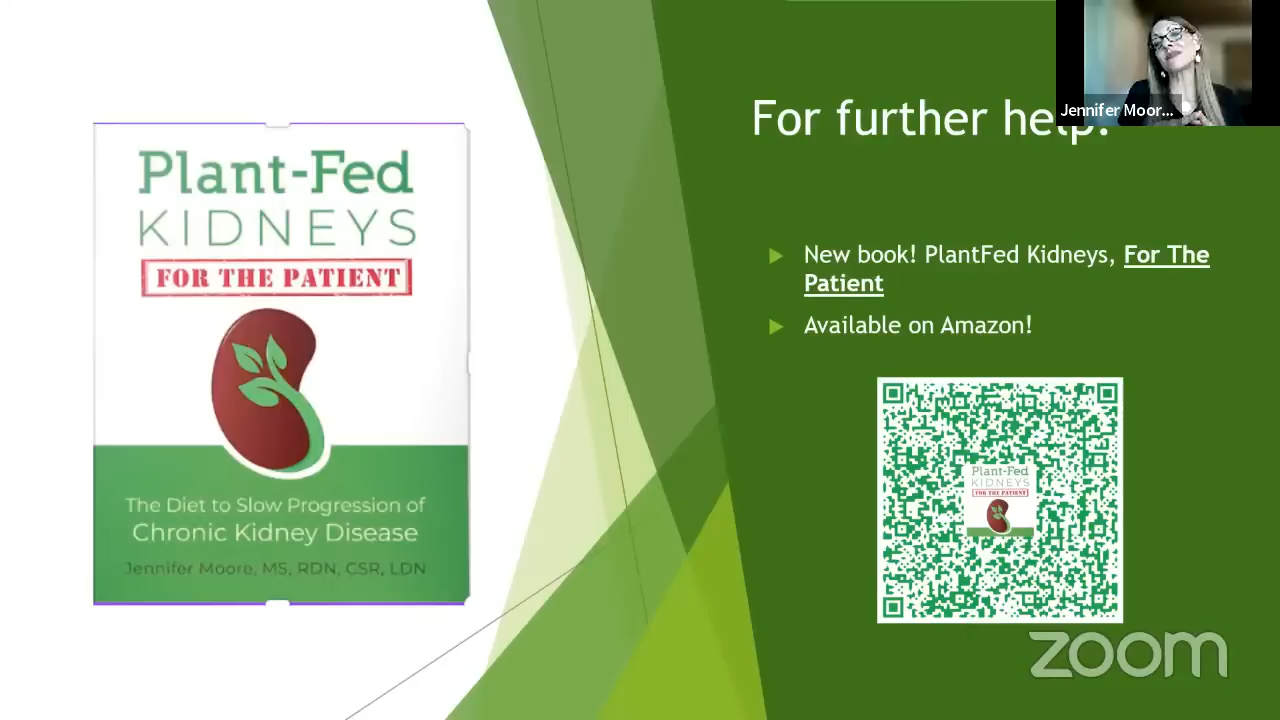 Plant-Fed
KIDNEYS
FOR THE PATIENT
The Diet to Slow Progression of
Chronic Kidney Disease
Jennifer Moore, MS, RDN, CSR, LDN
For further help:
New book! PlantFed Kidneys, For The
Patient
Available on Amazon!
Plant-Fed
KIDNEYS
FOR THE PATIENT
Jennifer Moor...
zoom